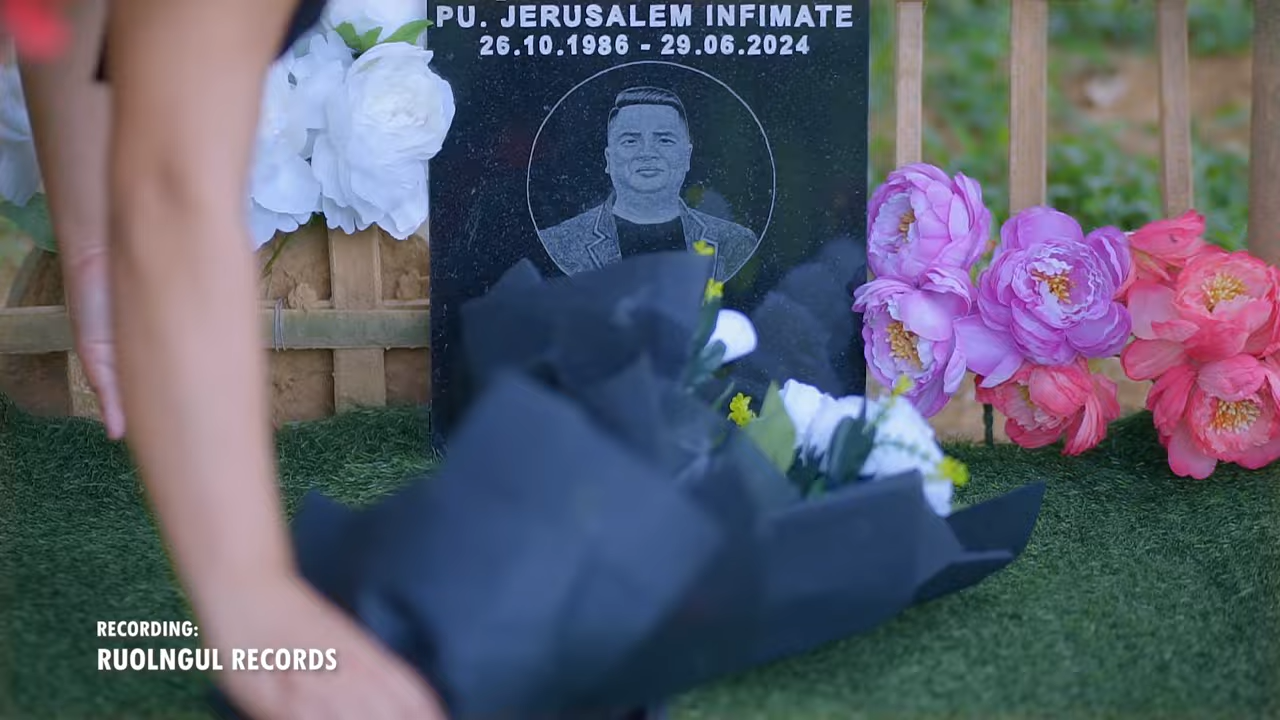 PU. JERUSALEM INFIMATE
26.10.1986 - 29.06.2024
RECORDING:
RUOLNGUL RECORDS